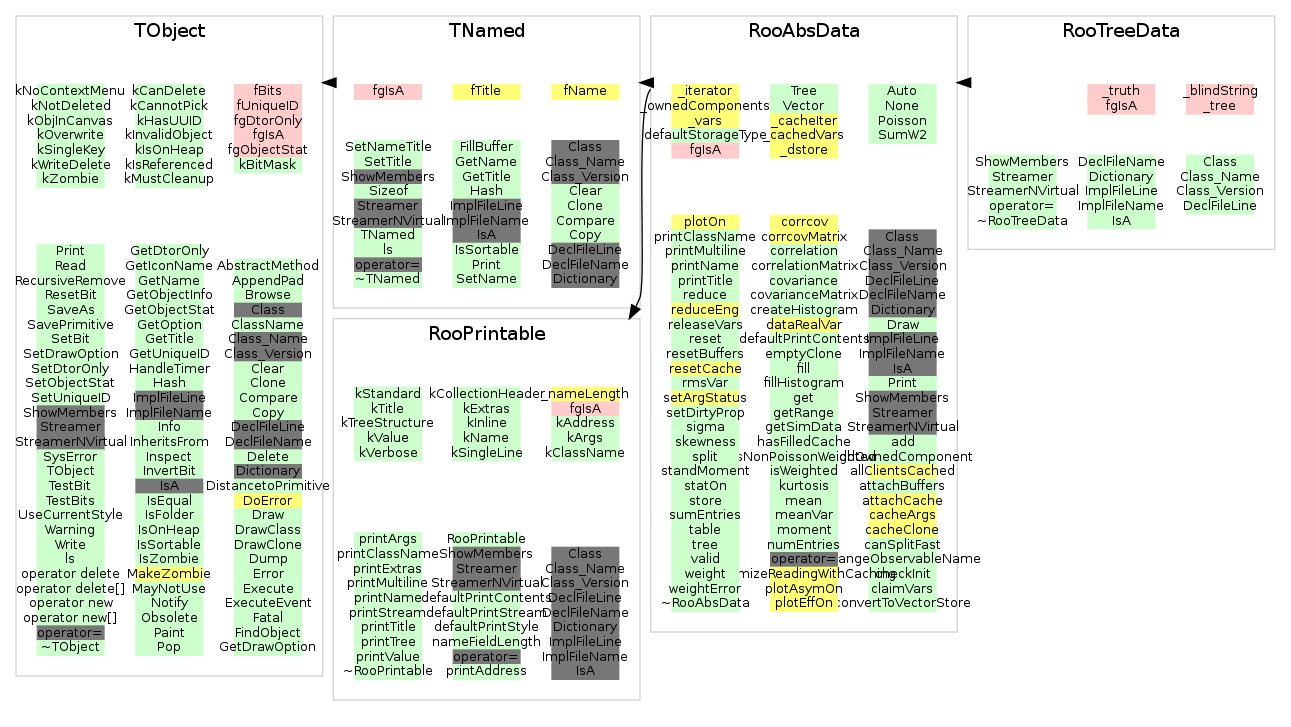 TObject
kNoContextMenu
kNotDeleted
kObjInCanvas
kOverwrite
kSingleKey
kWriteDelete
kZombie
kCanDelete
kCannotPick
kHasUUID
kInvalidObject
kIsOnHeap
kIsReferenced
kMustCleanup
fBits
fUniqueID
fgDtorOnly
fgIsA
fgObjectStat
kBitMask
Print
Read
RecursiveRemove
ResetBit
SaveAs
SavePrimitive
SetBit
SetDrawOption
SetDtorOnly
SetObjectStat
SetUniqueID
ShowMembers
Streamer
StreamerNVirtual
SysError
TObject
TestBit
TestBits
UseCurrentStyle
Warning
Write
ls
operator delete
operator delete[]
operator new
operator new[]
operator=
~TObject
GetDtorOnly
GetIconName
GetName
GetObjectInfo
GetObjectStat
GetOption
GetTitle
GetUniqueID
HandleTimer
Hash
ImplFileLine
ImplFileName
Info
InheritsFrom
Inspect
InvertBit
IsA
IsEqual
IsFolder
IsOnHeap
IsSortable
IsZombie
MakeZombie
MayNotUse
Notify
Obsolete
Paint
Pop
AbstractMethod
AppendPad
Browse
Class
ClassName
Class_Name
Class_Version
Clear
Clone
Compare
Copy
DeclFileLine
DeclFileName
Delete
Dictionary
DistancetoPrimitive
DoError
Draw
DrawClass
DrawClone
Dump
Error
Execute
ExecuteEvent
Fatal
FindObject
GetDrawOption
TNamed
fgIsA
fTitle
fName
SetNameTitle
SetTitle
ShowMembers
Sizeof
Streamer
StreamerNVirtual
TNamed
ls
operator=
~TNamed
FillBuffer
GetName
GetTitle
Hash
ImplFileLine
ImplFileName
IsA
IsSortable
Print
SetName
Class
Class_Name
Class_Version
Clear
Clone
Compare
Copy
DeclFileLine
DeclFileName
Dictionary
RooPrintable
kStandard
kTitle
kTreeStructure
kValue
kVerbose
kCollectionHeader
kExtras
kInline
kName
kSingleLine
_nameLength
fgIsA
kAddress
kArgs
kClassName
printArgs
printClassName
printExtras
printMultiline
printName
printStream
printTitle
printTree
printValue
~RooPrintable
RooPrintable
ShowMembers
Streamer
StreamerNVirtual
defaultPrintContents
defaultPrintStream
defaultPrintStyle
nameFieldLength
operator=
printAddress
Class
Class_Name
Class_Version
DeclFileLine
DeclFileName
Dictionary
ImplFileLine
ImplFileName
IsA
RooAbsData
_iterator
_ownedComponents
_vars
defaultStorageType
fgIsA
Tree
Vector
_cacheIter
_cachedVars
_dstore
Auto
None
Poisson
SumW2
plotOn
printClassName
printMultiline
printName
printTitle
reduce
reduceEng
releaseVars
reset
resetBuffers
resetCache
rmsVar
setArgStatus
setDirtyProp
sigma
skewness
split
standMoment
statOn
store
sumEntries
table
tree
valid
weight
weightError
~RooAbsData
corrcov
corrcovMatrix
correlation
correlationMatrix
covariance
covarianceMatrix
createHistogram
dataRealVar
defaultPrintContents
emptyClone
fill
fillHistogram
get
getRange
getSimData
hasFilledCache
sNonPoissonWeighted
isWeighted
kurtosis
mean
meanVar
moment
numEntries
operator=
mizeReadingWithCaching
plotAsymOn
plotEffOn
Class
Class_Name
Class_Version
DeclFileLine
DeclFileName
Dictionary
Draw
ImplFileLine
ImplFileName
IsA
Print
ShowMembers
Streamer
StreamerNVirtual
add
OwnedComponent
allClientsCached
attachBuffers
attachCache
cacheArgs
cacheClone
canSplitFast
angeObservableName
checkInit
claimVars
convertToVectorStore
RooTreeData
_truth
fgIsA
_blindString
_tree
ShowMembers
Streamer
StreamerNVirtual
operator=
~RooTreeData
DeclFileName
Dictionary
ImplFileLine
ImplFileName
IsA
Class
Class_Name
Class_Version
DeclFileLine